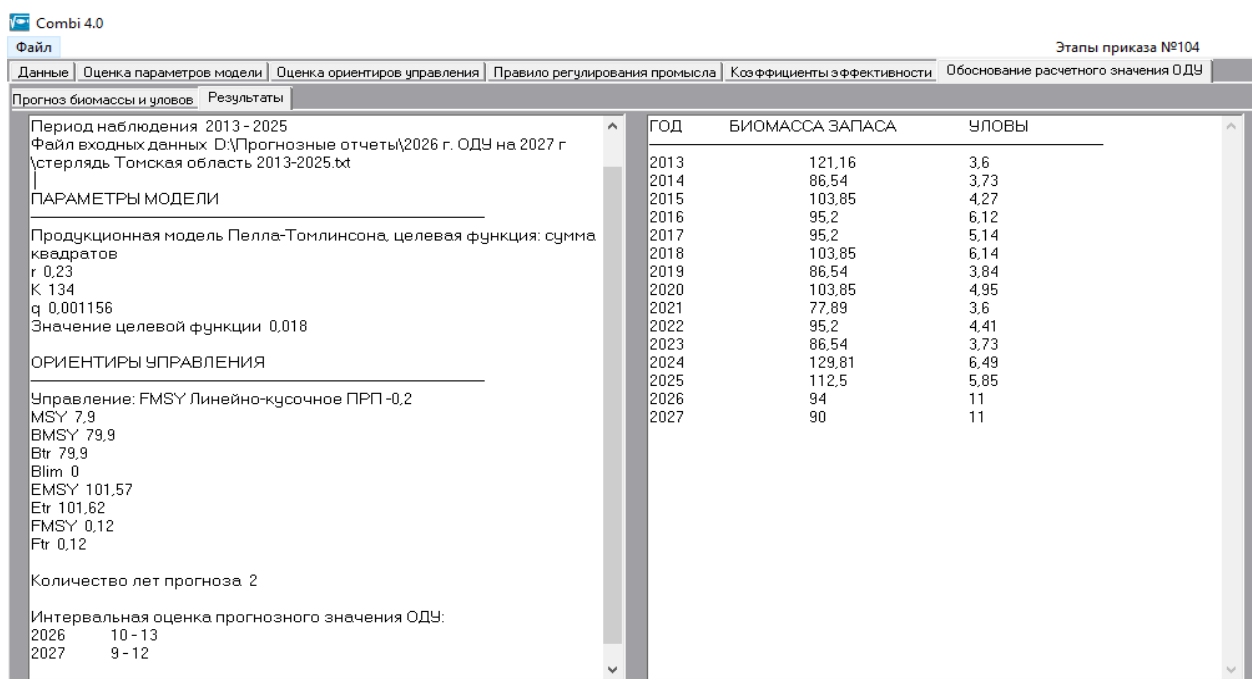 Combi 4.0
Файл
Этапы приказа №104
Данные Оценка параметров модели Оценка ориентиров управления Правило регулирования промысла Коэффициенты эффективности Обоснование расчетного значения ОДУ
Прогноз биомассы и уловов Результаты
Период наблюдения 2013 - 2025
Файл входных данных D:\Прогнозные отчеты\2026 г. ОДУ на 2027 г
\стерлядь Томская область 2013-2025.txt
ПАРАМЕТРЫ МОДЕЛИ
Продукционная модель Пелла-Томлинсона, целевая функция: сумма
квадратов
r 0,23
K 134
q 0,001156
Значение целевой функции 0,018
ОРИЕНТИРЫ УПРАВЛЕНИЯ
Управление: FMSY Линейно-кусочное ПРП -0,2
MSY 7,9
BMSY 79,9
Btr 79,9
Blim 0
EMSY 101,57
Etr 101,62
FMSY 0,12
Ftr 0,12
Количество лет прогноза 2
Интервальная оценка прогнозного значения ОДУ:
2026 10 - 13
2027 9 - 12
ГОД БИОМАССА ЗАПАСА УЛОВЫ
2013 121,16 3,6
2014 86,54 3,73
2015 103,85 4,27
2016 95,2 6,12
2017 95,2 5,14
2018 103,85 6,14
2019 86,54 3,84
2020 103,85 4,95
2021 77,89 3,6
2022 95,2 4,41
2023 86,54 3,73
2024 129,81 6,49
2025 112,5 5,85
2026 94 11
2027 90 11